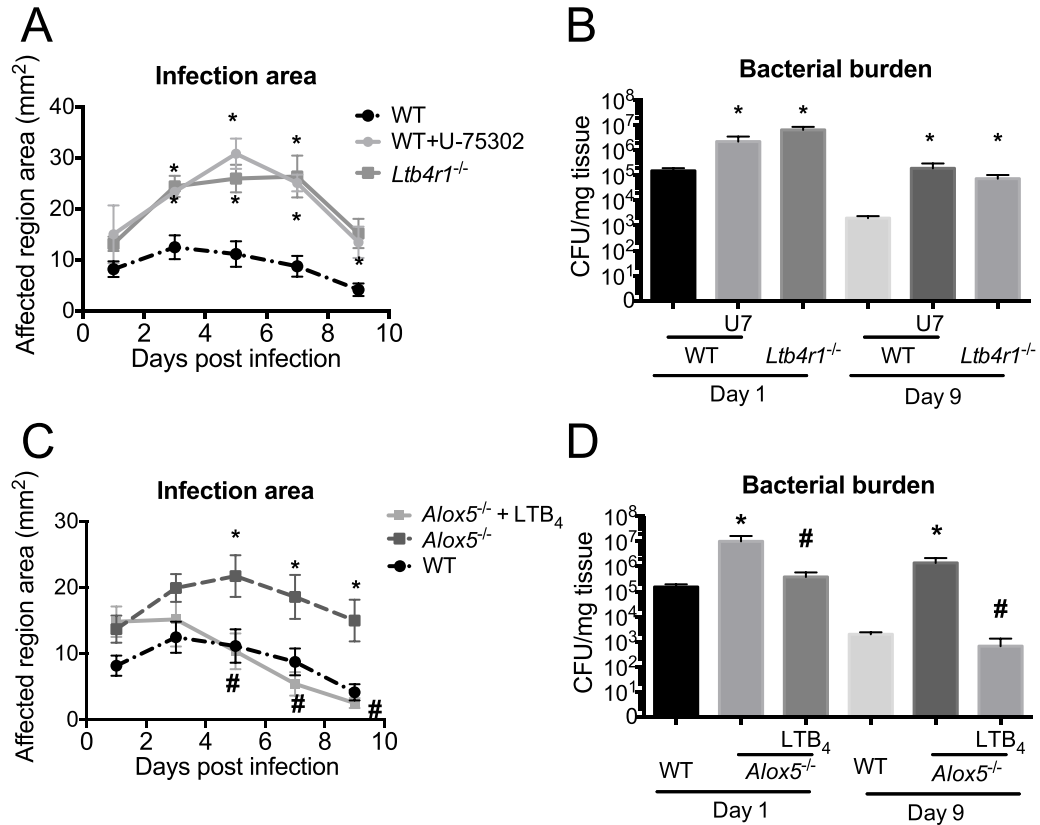 A
Infection area
Affected region area (mm²)
40
30
20
10
0
0 2 4 6 8 10
Days post infection
WT
WT+U-75302
Ltb4r1-/-
* * *
* * *
*
B
Bacterial burden
CFU/mg tissue
10⁸
10⁷
10⁶
10⁵
10⁴
10³
10²
10¹
0
* * * *
U7 U7
WT Ltb4r1-/- WT Ltb4r1-/-
Day 1 Day 9
C
Infection area
Affected region area (mm²)
30
20
10
0
0 2 4 6 8 10
Days post infection
Alox5-/- + LTB₄
Alox5-/-
WT
* * *
# # #
D
Bacterial burden
CFU/mg tissue
10⁸
10⁷
10⁶
10⁵
10⁴
10³
10²
10¹
0
* # * #
LTB₄ LTB₄
WT Alox5-/- WT Alox5-/-
Day 1 Day 9